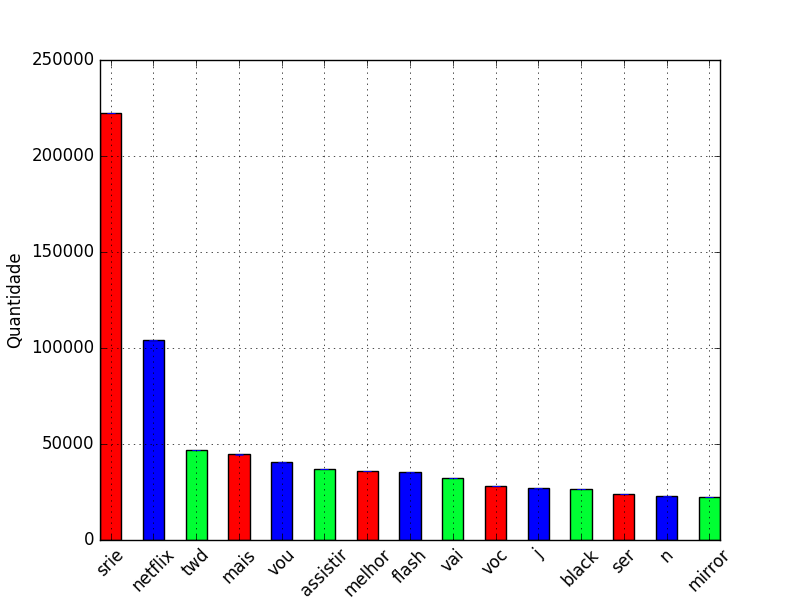 250000
200000
150000
100000
50000
0
Quantidade
srie
netflix
twd
mais
vou
assistir
melhor
flash
vai
voc
j
black
ser
n
mirror